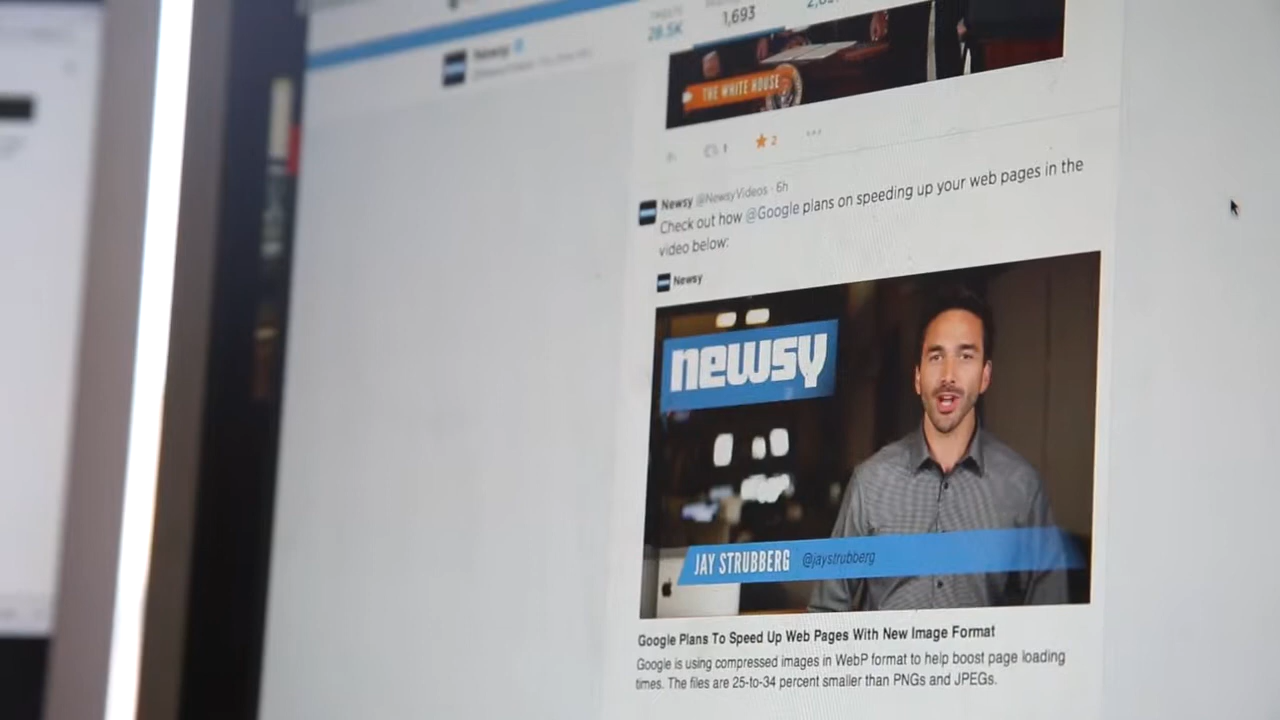 28.5K
1,693
Newsy
THE WHITE HOUSE
1
2
Newsy @NewsyVideos · 6h
Check out how @Google plans on speeding up your web pages in the
video below:
Newsy
newsy
JAY STRUBBERG @jaystrubberg
Google Plans To Speed Up Web Pages With New Image Format
Google is using compressed images in WebP format to help boost page loading
times. The files are 25-to-34 percent smaller than PNGs and JPEGs.